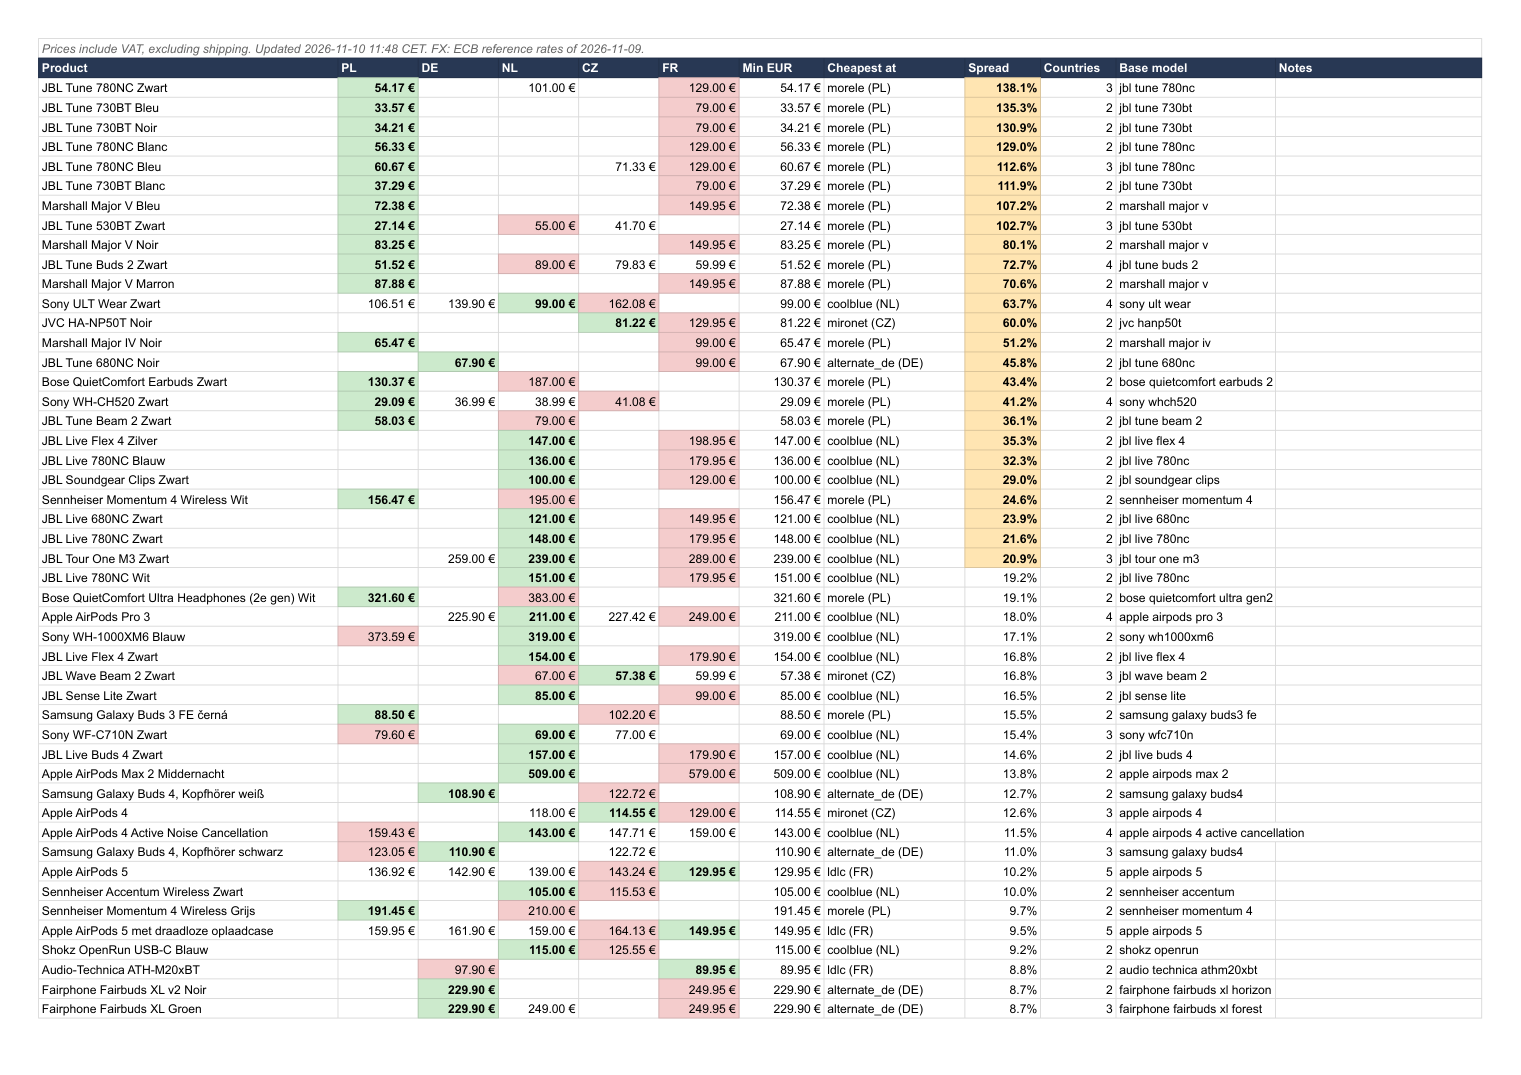 Prices include VAT, excluding shipping. Updated 2026-11-10 11:48 CET. FX: ECB reference rates of 2026-11-09.
Product PL DE NL CZ FR Min EUR Cheapest at Spread Countries Base model Notes
JBL Tune 780NC Zwart 54.17 € 101.00 € 129.00 € 54.17 € morele (PL) 138.1% 3 jbl tune 780nc
JBL Tune 730BT Bleu 33.57 € 79.00 € 33.57 € morele (PL) 135.3% 2 jbl tune 730bt
JBL Tune 730BT Noir 34.21 € 79.00 € 34.21 € morele (PL) 130.9% 2 jbl tune 730bt
JBL Tune 780NC Blanc 56.33 € 129.00 € 56.33 € morele (PL) 129.0% 2 jbl tune 780nc
JBL Tune 780NC Bleu 60.67 € 71.33 € 129.00 € 60.67 € morele (PL) 112.6% 3 jbl tune 780nc
JBL Tune 730BT Blanc 37.29 € 79.00 € 37.29 € morele (PL) 111.9% 2 jbl tune 730bt
Marshall Major V Bleu 72.38 € 149.95 € 72.38 € morele (PL) 107.2% 2 marshall major v
JBL Tune 530BT Zwart 27.14 € 55.00 € 41.70 € 27.14 € morele (PL) 102.7% 3 jbl tune 530bt
Marshall Major V Noir 83.25 € 149.95 € 83.25 € morele (PL) 80.1% 2 marshall major v
JBL Tune Buds 2 Zwart 51.52 € 89.00 € 79.83 € 59.99 € 51.52 € morele (PL) 72.7% 4 jbl tune buds 2
Marshall Major V Marron 87.88 € 149.95 € 87.88 € morele (PL) 70.6% 2 marshall major v
Sony ULT Wear Zwart 106.51 € 139.90 € 99.00 € 162.08 € 99.00 € coolblue (NL) 63.7% 4 sony ult wear
JVC HA-NP50T Noir 81.22 € 129.95 € 81.22 € mironet (CZ) 60.0% 2 jvc hanp50t
Marshall Major IV Noir 65.47 € 99.00 € 65.47 € morele (PL) 51.2% 2 marshall major iv
JBL Tune 680NC Noir 67.90 € 99.00 € 67.90 € alternate_de (DE) 45.8% 2 jbl tune 680nc
Bose QuietComfort Earbuds Zwart 130.37 € 187.00 € 130.37 € morele (PL) 43.4% 2 bose quietcomfort earbuds 2
Sony WH-CH520 Zwart 29.09 € 36.99 € 38.99 € 41.08 € 29.09 € morele (PL) 41.2% 4 sony whch520
JBL Tune Beam 2 Zwart 58.03 € 79.00 € 58.03 € morele (PL) 36.1% 2 jbl tune beam 2
JBL Live Flex 4 Zilver 147.00 € 198.95 € 147.00 € coolblue (NL) 35.3% 2 jbl live flex 4
JBL Live 780NC Blauw 136.00 € 179.95 € 136.00 € coolblue (NL) 32.3% 2 jbl live 780nc
JBL Soundgear Clips Zwart 100.00 € 129.00 € 100.00 € coolblue (NL) 29.0% 2 jbl soundgear clips
Sennheiser Momentum 4 Wireless Wit 156.47 € 195.00 € 156.47 € morele (PL) 24.6% 2 sennheiser momentum 4
JBL Live 680NC Zwart 121.00 € 149.95 € 121.00 € coolblue (NL) 23.9% 2 jbl live 680nc
JBL Live 780NC Zwart 148.00 € 179.95 € 148.00 € coolblue (NL) 21.6% 2 jbl live 780nc
JBL Tour One M3 Zwart 259.00 € 239.00 € 289.00 € 239.00 € coolblue (NL) 20.9% 3 jbl tour one m3
JBL Live 780NC Wit 151.00 € 179.95 € 151.00 € coolblue (NL) 19.2% 2 jbl live 780nc
Bose QuietComfort Ultra Headphones (2e gen) Wit 321.60 € 383.00 € 321.60 € morele (PL) 19.1% 2 bose quietcomfort ultra gen2
Apple AirPods Pro 3 225.90 € 211.00 € 227.42 € 249.00 € 211.00 € coolblue (NL) 18.0% 4 apple airpods pro 3
Sony WH-1000XM6 Blauw 373.59 € 319.00 € 319.00 € coolblue (NL) 17.1% 2 sony wh1000xm6
JBL Live Flex 4 Zwart 154.00 € 179.90 € 154.00 € coolblue (NL) 16.8% 2 jbl live flex 4
JBL Wave Beam 2 Zwart 67.00 € 57.38 € 59.99 € 57.38 € mironet (CZ) 16.8% 3 jbl wave beam 2
JBL Sense Lite Zwart 85.00 € 99.00 € 85.00 € coolblue (NL) 16.5% 2 jbl sense lite
Samsung Galaxy Buds 3 FE černá 88.50 € 102.20 € 88.50 € morele (PL) 15.5% 2 samsung galaxy buds3 fe
Sony WF-C710N Zwart 79.60 € 69.00 € 77.00 € 69.00 € coolblue (NL) 15.4% 3 sony wfc710n
JBL Live Buds 4 Zwart 157.00 € 179.90 € 157.00 € coolblue (NL) 14.6% 2 jbl live buds 4
Apple AirPods Max 2 Middernacht 509.00 € 579.00 € 509.00 € coolblue (NL) 13.8% 2 apple airpods max 2
Samsung Galaxy Buds 4, Kopfhörer weiß 108.90 € 122.72 € 108.90 € alternate_de (DE) 12.7% 2 samsung galaxy buds4
Apple AirPods 4 118.00 € 114.55 € 129.00 € 114.55 € mironet (CZ) 12.6% 3 apple airpods 4
Apple AirPods 4 Active Noise Cancellation 159.43 € 143.00 € 147.71 € 159.00 € 143.00 € coolblue (NL) 11.5% 4 apple airpods 4 active cancellation
Samsung Galaxy Buds 4, Kopfhörer schwarz 123.05 € 110.90 € 122.72 € 110.90 € alternate_de (DE) 11.0% 3 samsung galaxy buds4
Apple AirPods 5 136.92 € 142.90 € 139.00 € 143.24 € 129.95 € 129.95 € ldlc (FR) 10.2% 5 apple airpods 5
Sennheiser Accentum Wireless Zwart 105.00 € 115.53 € 105.00 € coolblue (NL) 10.0% 2 sennheiser accentum
Sennheiser Momentum 4 Wireless Grijs 191.45 € 210.00 € 191.45 € morele (PL) 9.7% 2 sennheiser momentum 4
Apple AirPods 5 met draadloze oplaadcase 159.95 € 161.90 € 159.00 € 164.13 € 149.95 € 149.95 € ldlc (FR) 9.5% 5 apple airpods 5
Shokz OpenRun USB-C Blauw 115.00 € 125.55 € 115.00 € coolblue (NL) 9.2% 2 shokz openrun
Audio-Technica ATH-M20xBT 97.90 € 89.95 € 89.95 € ldlc (FR) 8.8% 2 audio technica athm20xbt
Fairphone Fairbuds XL v2 Noir 229.90 € 249.95 € 229.90 € alternate_de (DE) 8.7% 2 fairphone fairbuds xl horizon
Fairphone Fairbuds XL Groen 229.90 € 249.00 € 249.95 € 229.90 € alternate_de (DE) 8.7% 3 fairphone fairbuds xl forest